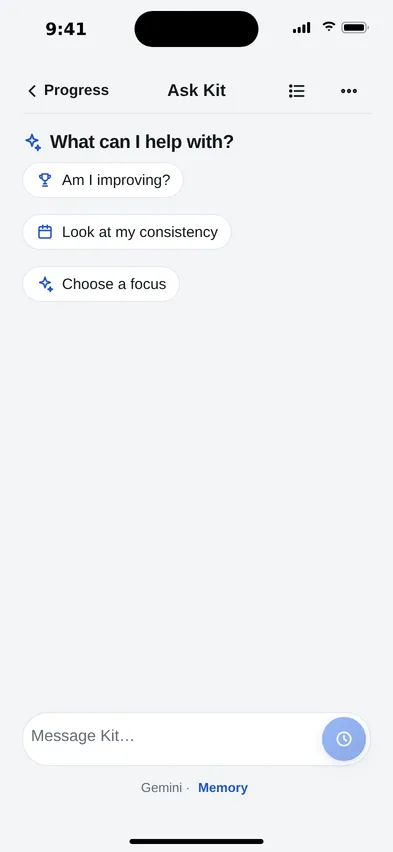 9:41
Progress
Ask Kit
What can I help with?
Am I improving?
Look at my consistency
Choose a focus
Message Kit…
Gemini · Memory